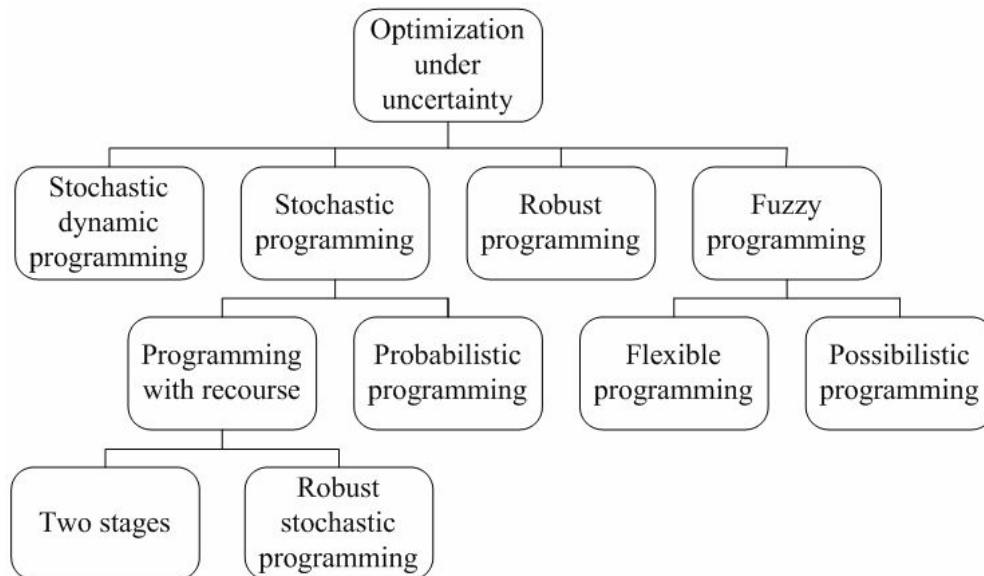 Optimization
under
uncertainty
Stochastic
dynamic
programming
Stochastic
programming
Robust
programming
Fuzzy
programming
Programming
with recourse
Probabilistic
programming
Flexible
programming
Possibilistic
programming
Two stages
Robust
stochastic
programming